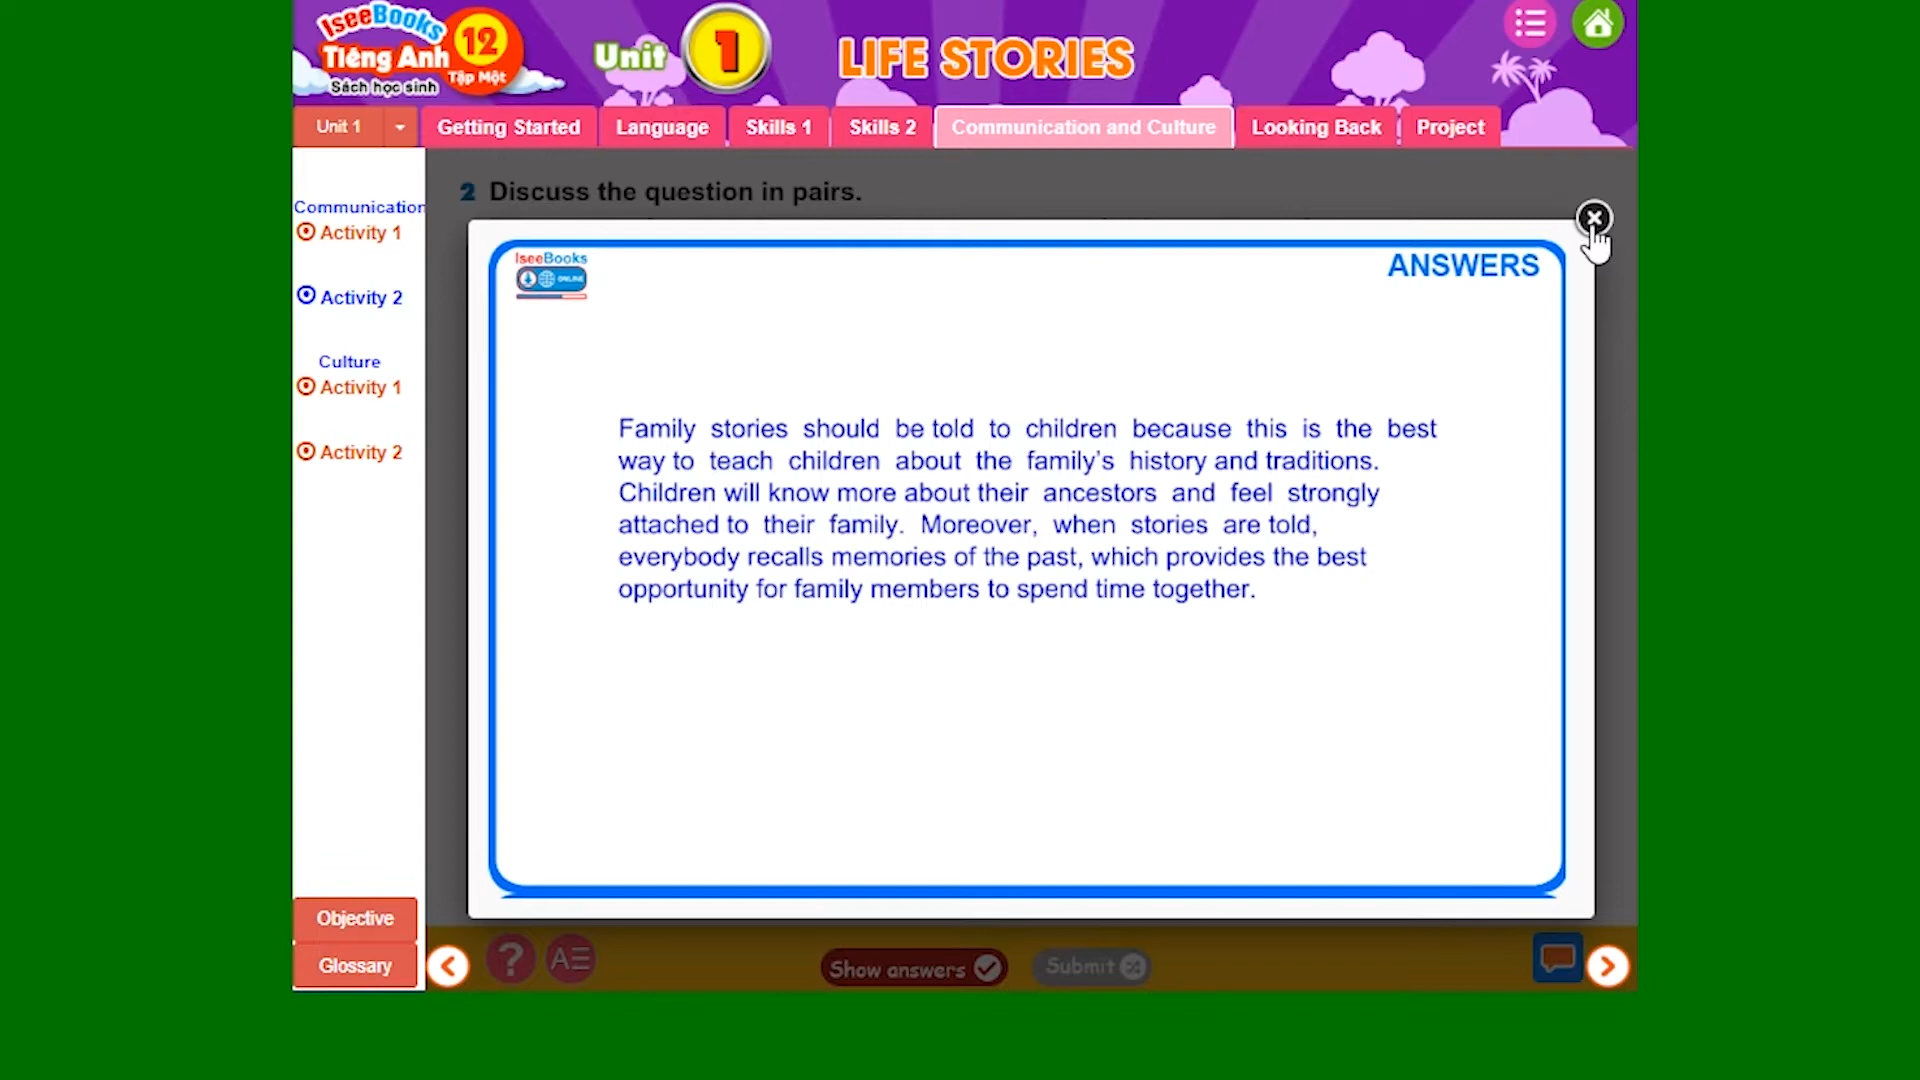 IseeBooks
Tiếng Anh 12
Tập Một
Sách học sinh
Unit 1
LIFE STORIES
Unit 1
Getting Started
Language
Skills 1
Skills 2
Communication and Culture
Looking Back
Project
Communication
Activity 1
Activity 2
Culture
Activity 1
Activity 2
Objective
Glossary
2 Discuss the question in pairs.
IseeBooks
ONLINE
ANSWERS
Family stories should be told to children because this is the best
way to teach children about the family's history and traditions.
Children will know more about their ancestors and feel strongly
attached to their family. Moreover, when stories are told,
everybody recalls memories of the past, which provides the best
opportunity for family members to spend time together.
?
A
Show answers
Submit